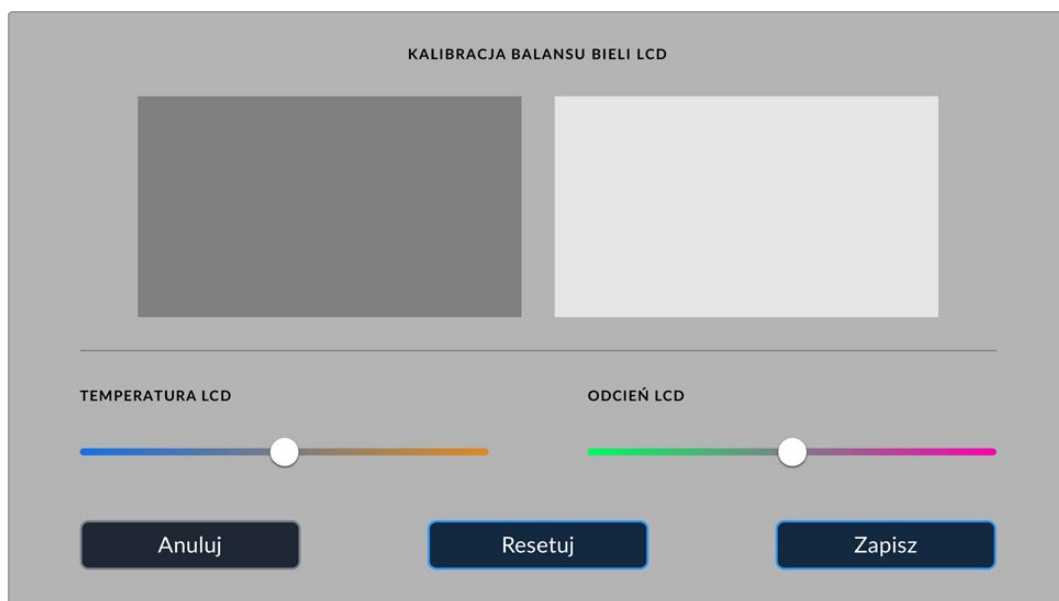 KALIBRACJA BALANSU BIELI LCD
TEMPERATURA LCD
ODCIEŃ LCD
Anuluj
Resetuj
Zapisz